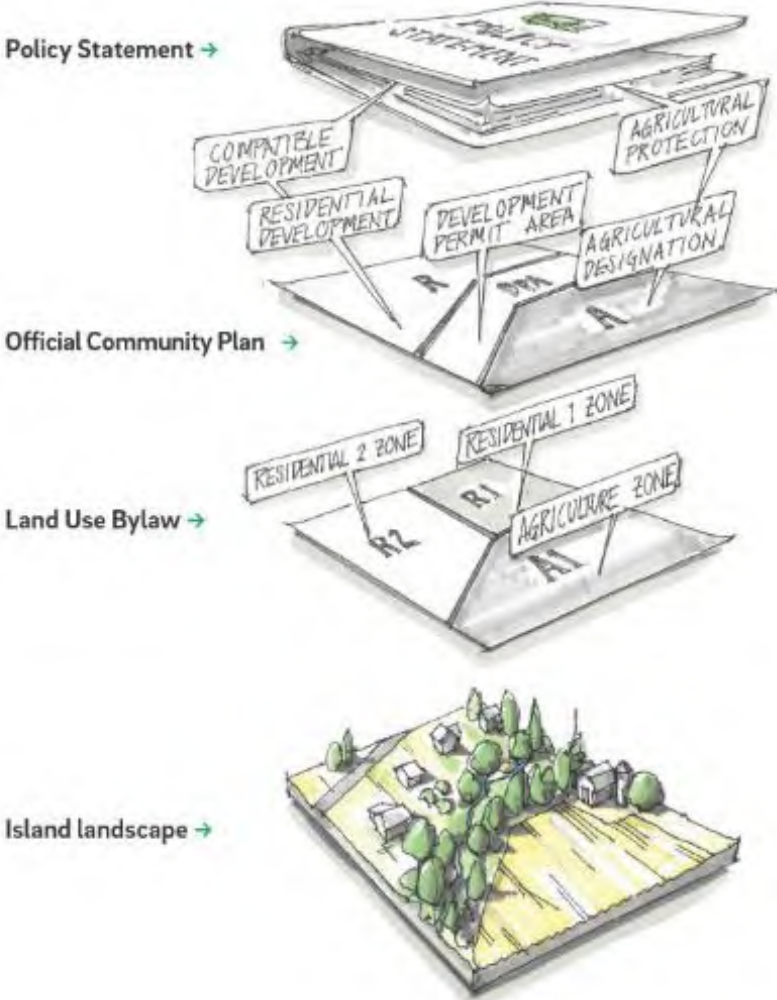 Policy Statement →
POLICY
STATEMENT
COMPATIBLE
DEVELOPMENT
AGRICULTURAL
PROTECTION
RESIDENTIAL
DEVELOPMENT
DEVELOPMENT
PERMIT AREA
AGRICULTURAL
DESIGNATION
R
DPA
A
Official Community Plan →
RESIDENTIAL 2 ZONE
RESIDENTIAL 1 ZONE
R1
AGRICULTURE ZONE
Land Use Bylaw →
R2
A1
Island landscape →